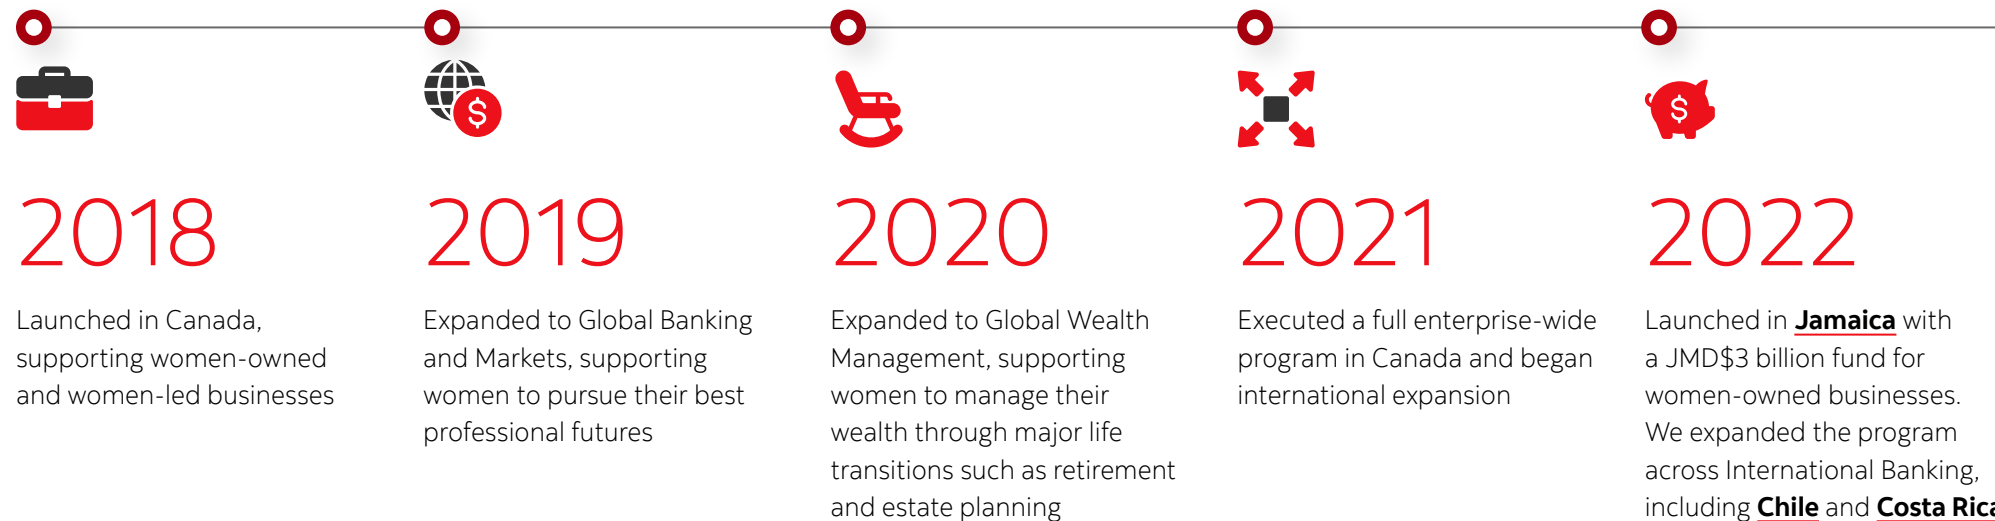 $
$
2018
2019
2020
2021
2022
Launched in Canada,
supporting women-owned
and women-led businesses
Expanded to Global Banking
and Markets, supporting
women to pursue their best
professional futures
Expanded to Global Wealth
Management, supporting
women to manage their
wealth through major life
transitions such as retirement
and estate planning
Executed a full enterprise-wide
program in Canada and began
international expansion
Launched in Jamaica with
a JMD$3 billion fund for
women-owned businesses.
We expanded the program
across International Banking,
including Chile and Costa Rica